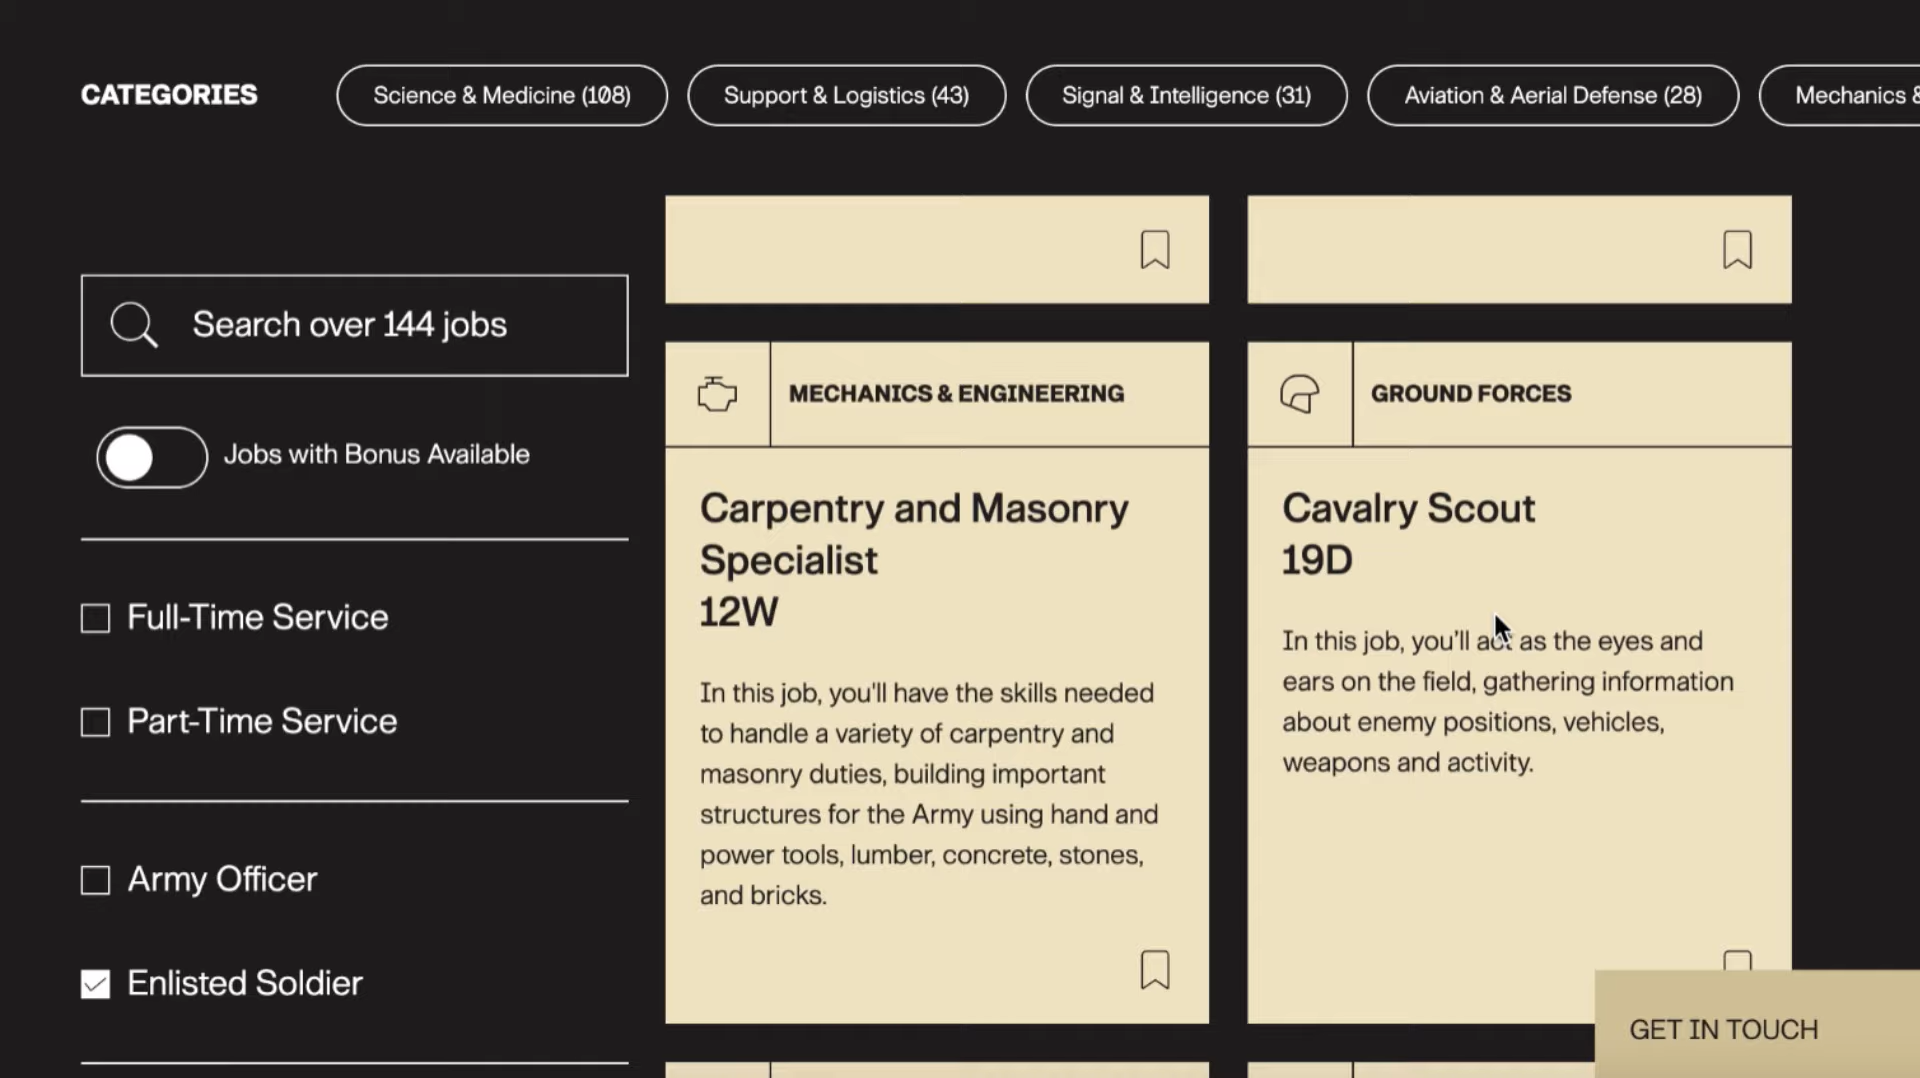 CATEGORIES
Science & Medicine (108)
Support & Logistics (43)
Signal & Intelligence (31)
Aviation & Aerial Defense (28)
Mechanics &
Search over 144 jobs
Jobs with Bonus Available
Full-Time Service
Part-Time Service
Army Officer
Enlisted Soldier
MECHANICS & ENGINEERING
Carpentry and Masonry
Specialist
12W
In this job, you'll have the skills needed
to handle a variety of carpentry and
masonry duties, building important
structures for the Army using hand and
power tools, lumber, concrete, stones,
and bricks.
GROUND FORCES
Cavalry Scout
19D
In this job, you’ll act as the eyes and
ears on the field, gathering information
about enemy positions, vehicles,
weapons and activity.
GET IN TOUCH